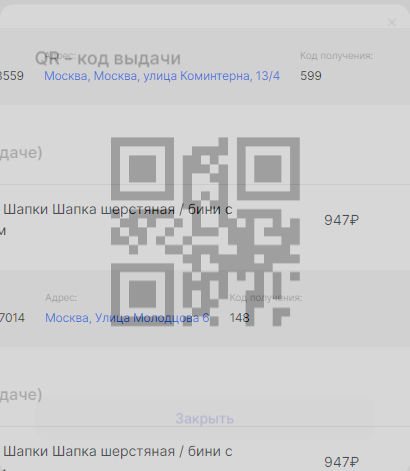 QR - код выдачи
Адрес: Код получения:
3559 Москва, Москва, улица Коминтерна, 13/4 599
даче)
Шапки Шапка шерстяная / бини с 947₽
м
Адрес: Код получения:
7014 Москва, Улица Молодцова 6 148
даче)
Закрыть
Шапки Шапка шерстяная / бини с 947₽